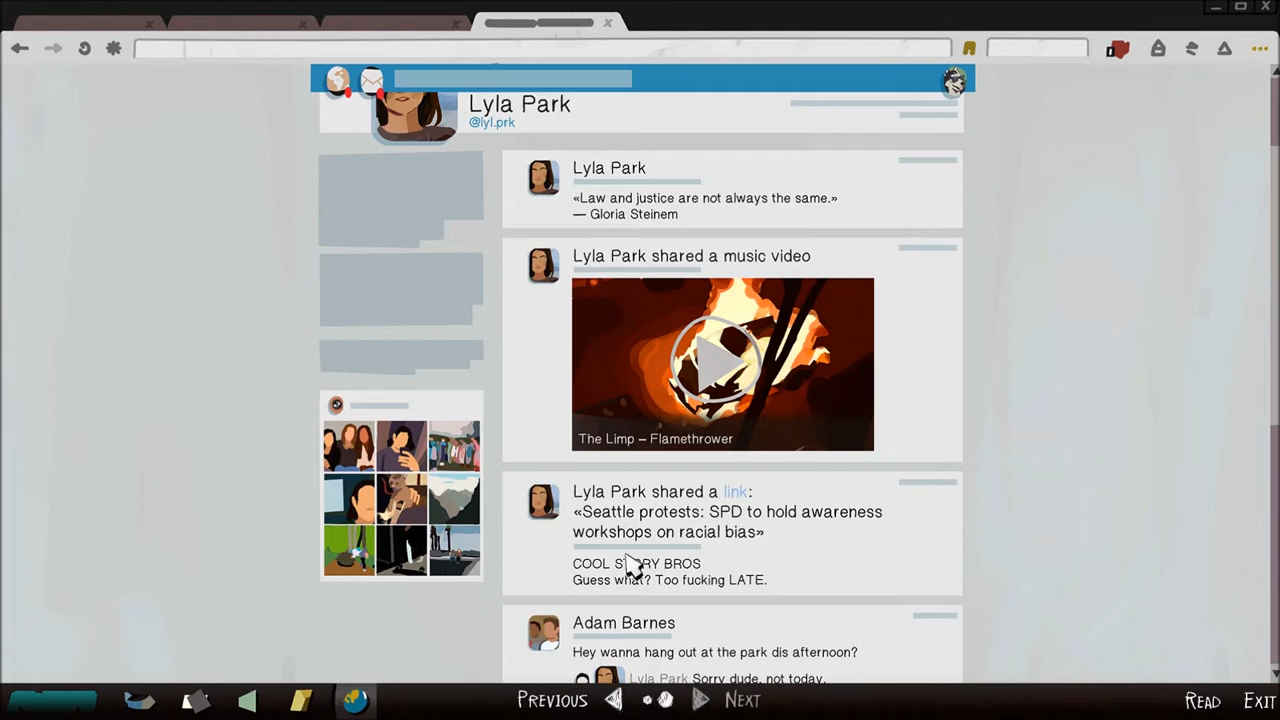 Lyla Park
@lyl.prk
Lyla Park
«Law and justice are not always the same.»
— Gloria Steinem
Lyla Park shared a music video
The Limp – Flamethrower
Lyla Park shared a link:
«Seattle protests: SPD to hold awareness
workshops on racial bias»
COOL STORY BROS
Guess what? Too fucking LATE.
Adam Barnes
Hey wanna hang out at the park dis afternoon?
Lyla Park Sorry dude, not today.
PREVIOUS
NEXT
READ
EXIT